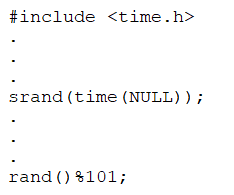 #include <time.h>
.
.
.
srand(time(NULL));
.
.
.
rand()%101;